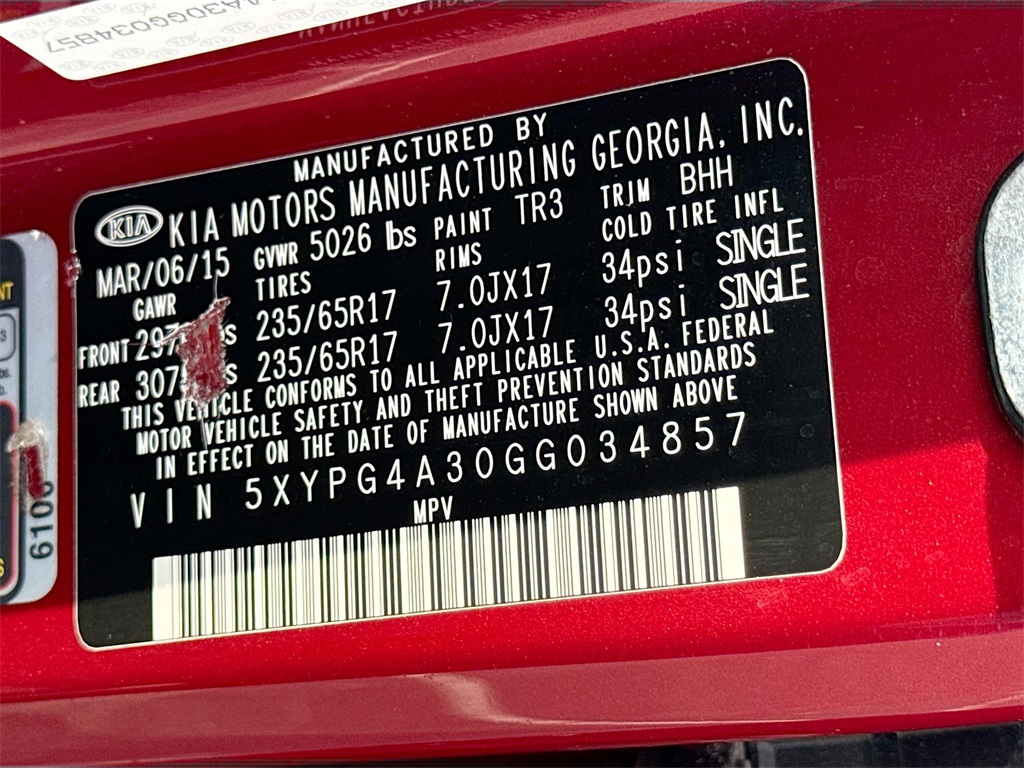 A30GG034857
MANUFACTURED BY
KIA KIA MOTORS MANUFACTURING GEORGIA, INC.
MAR/06/15 GVWR 5026 lbs PAINT TR3 TRIM BHH
GAWR TIRES RIMS COLD TIRE INFL
FRONT 235/65R17 7.0JX17 34psi SINGLE
REAR 235/65R17 7.0JX17 34psi SINGLE
THIS VEHICLE CONFORMS TO ALL APPLICABLE U.S.A. FEDERAL
MOTOR VEHICLE SAFETY AND THEFT PREVENTION STANDARDS
IN EFFECT ON THE DATE OF MANUFACTURE SHOWN ABOVE
VIN 5XYPG4A30GG034857
MPV